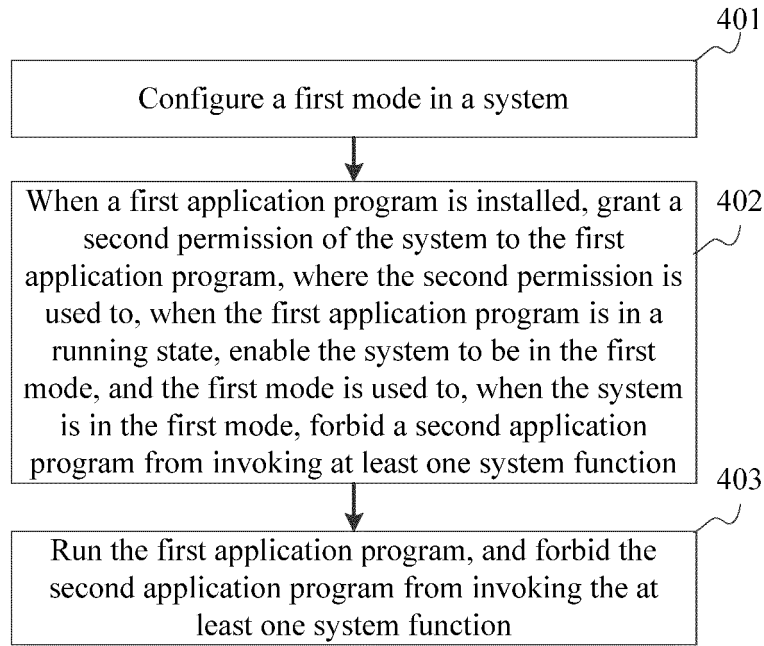 401
Configure a first mode in a system
When a first application program is installed, grant a
402
second permission of the system to the first
application program, where the second permission is
used to, when the first application program is in a
running state, enable the system to be in the first
mode, and the first mode is used to, when the system
is in the first mode, forbid a second application
program from invoking at least one system function
403
Run the first application program, and forbid the
second application program from invoking the at
least one system function